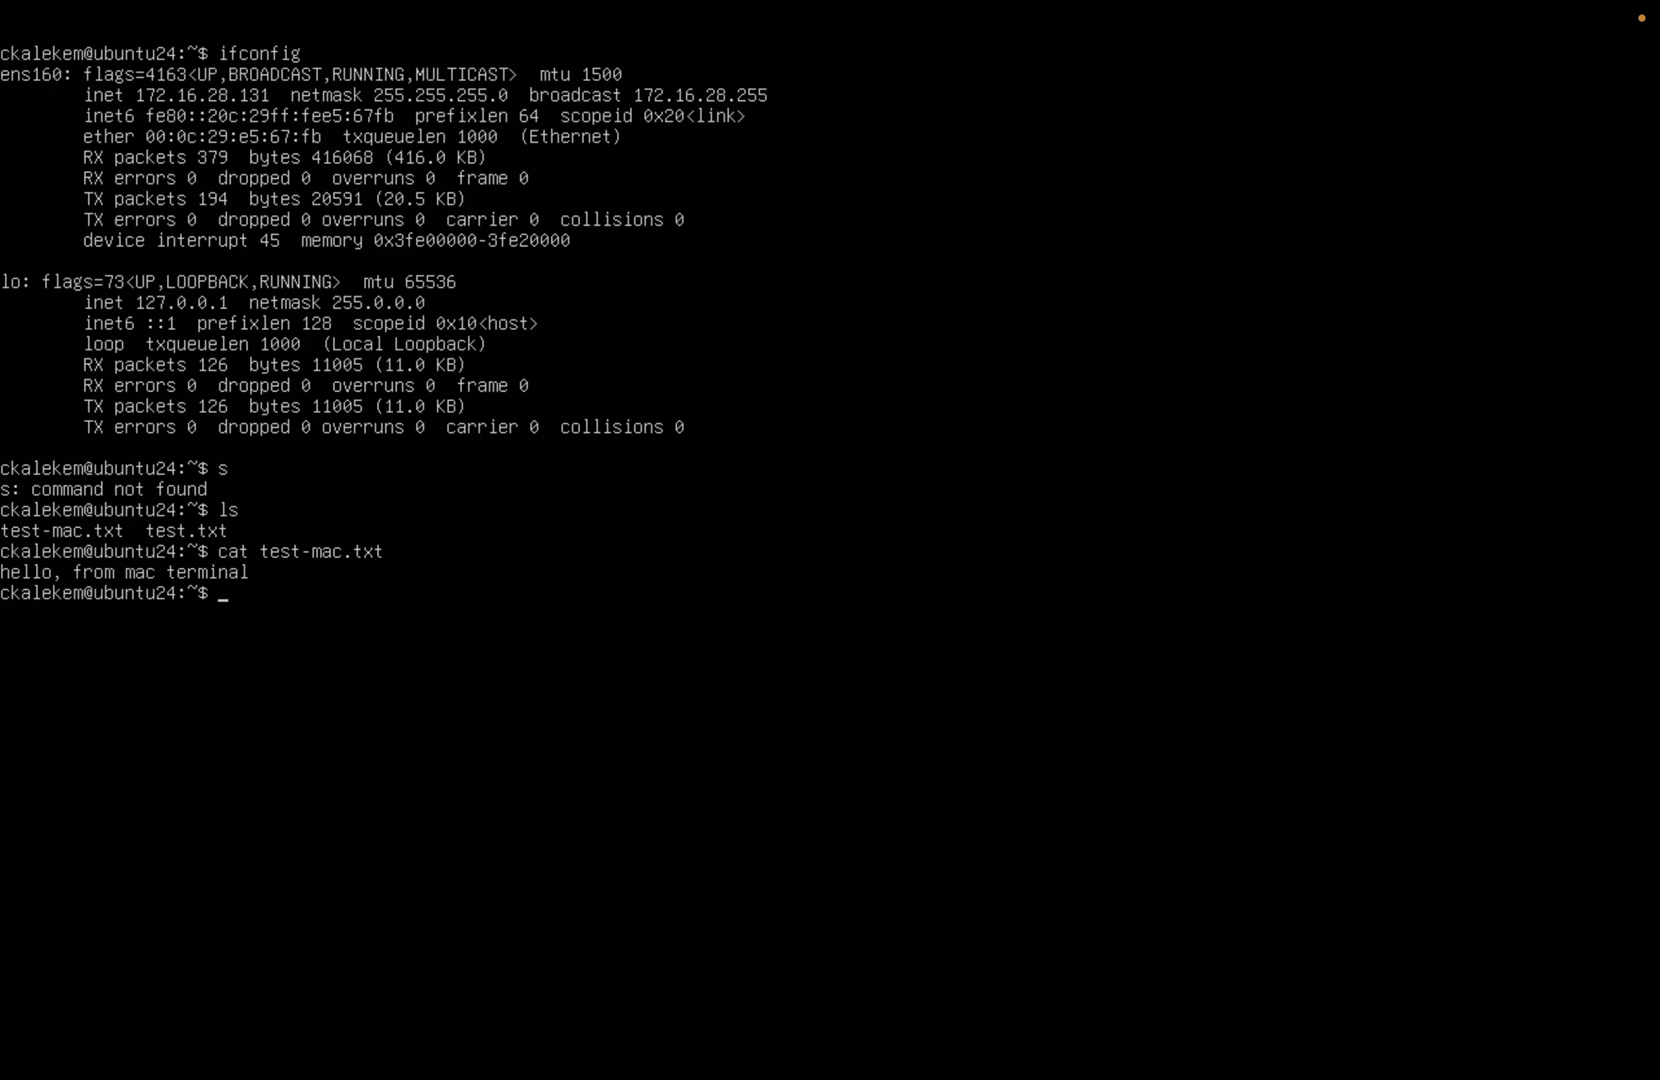 ckalekem@ubuntu24:~$ ifconfig
ens160: flags=4163<UP,BROADCAST,RUNNING,MULTICAST>  mtu 1500
        inet 172.16.28.131  netmask 255.255.255.0  broadcast 172.16.28.255
        inet6 fe80::20c:29ff:fee5:67fb  prefixlen 64  scopeid 0x20<link>
        ether 00:0c:29:e5:67:fb  txqueuelen 1000  (Ethernet)
        RX packets 379  bytes 416068 (416.0 KB)
        RX errors 0  dropped 0  overruns 0  frame 0
        TX packets 194  bytes 20591 (20.5 KB)
        TX errors 0  dropped 0 overruns 0  carrier 0  collisions 0
        device interrupt 45  memory 0x3fe00000-3fe20000

lo: flags=73<UP,LOOPBACK,RUNNING>  mtu 65536
        inet 127.0.0.1  netmask 255.0.0.0
        inet6 ::1  prefixlen 128  scopeid 0x10<host>
        loop  txqueuelen 1000  (Local Loopback)
        RX packets 126  bytes 11005 (11.0 KB)
        RX errors 0  dropped 0  overruns 0  frame 0
        TX packets 126  bytes 11005 (11.0 KB)
        TX errors 0  dropped 0 overruns 0  carrier 0  collisions 0

ckalekem@ubuntu24:~$ s
s: command not found
ckalekem@ubuntu24:~$ ls
test-mac.txt  test.txt
ckalekem@ubuntu24:~$ cat test-mac.txt
hello, from mac terminal
ckalekem@ubuntu24:~$ _